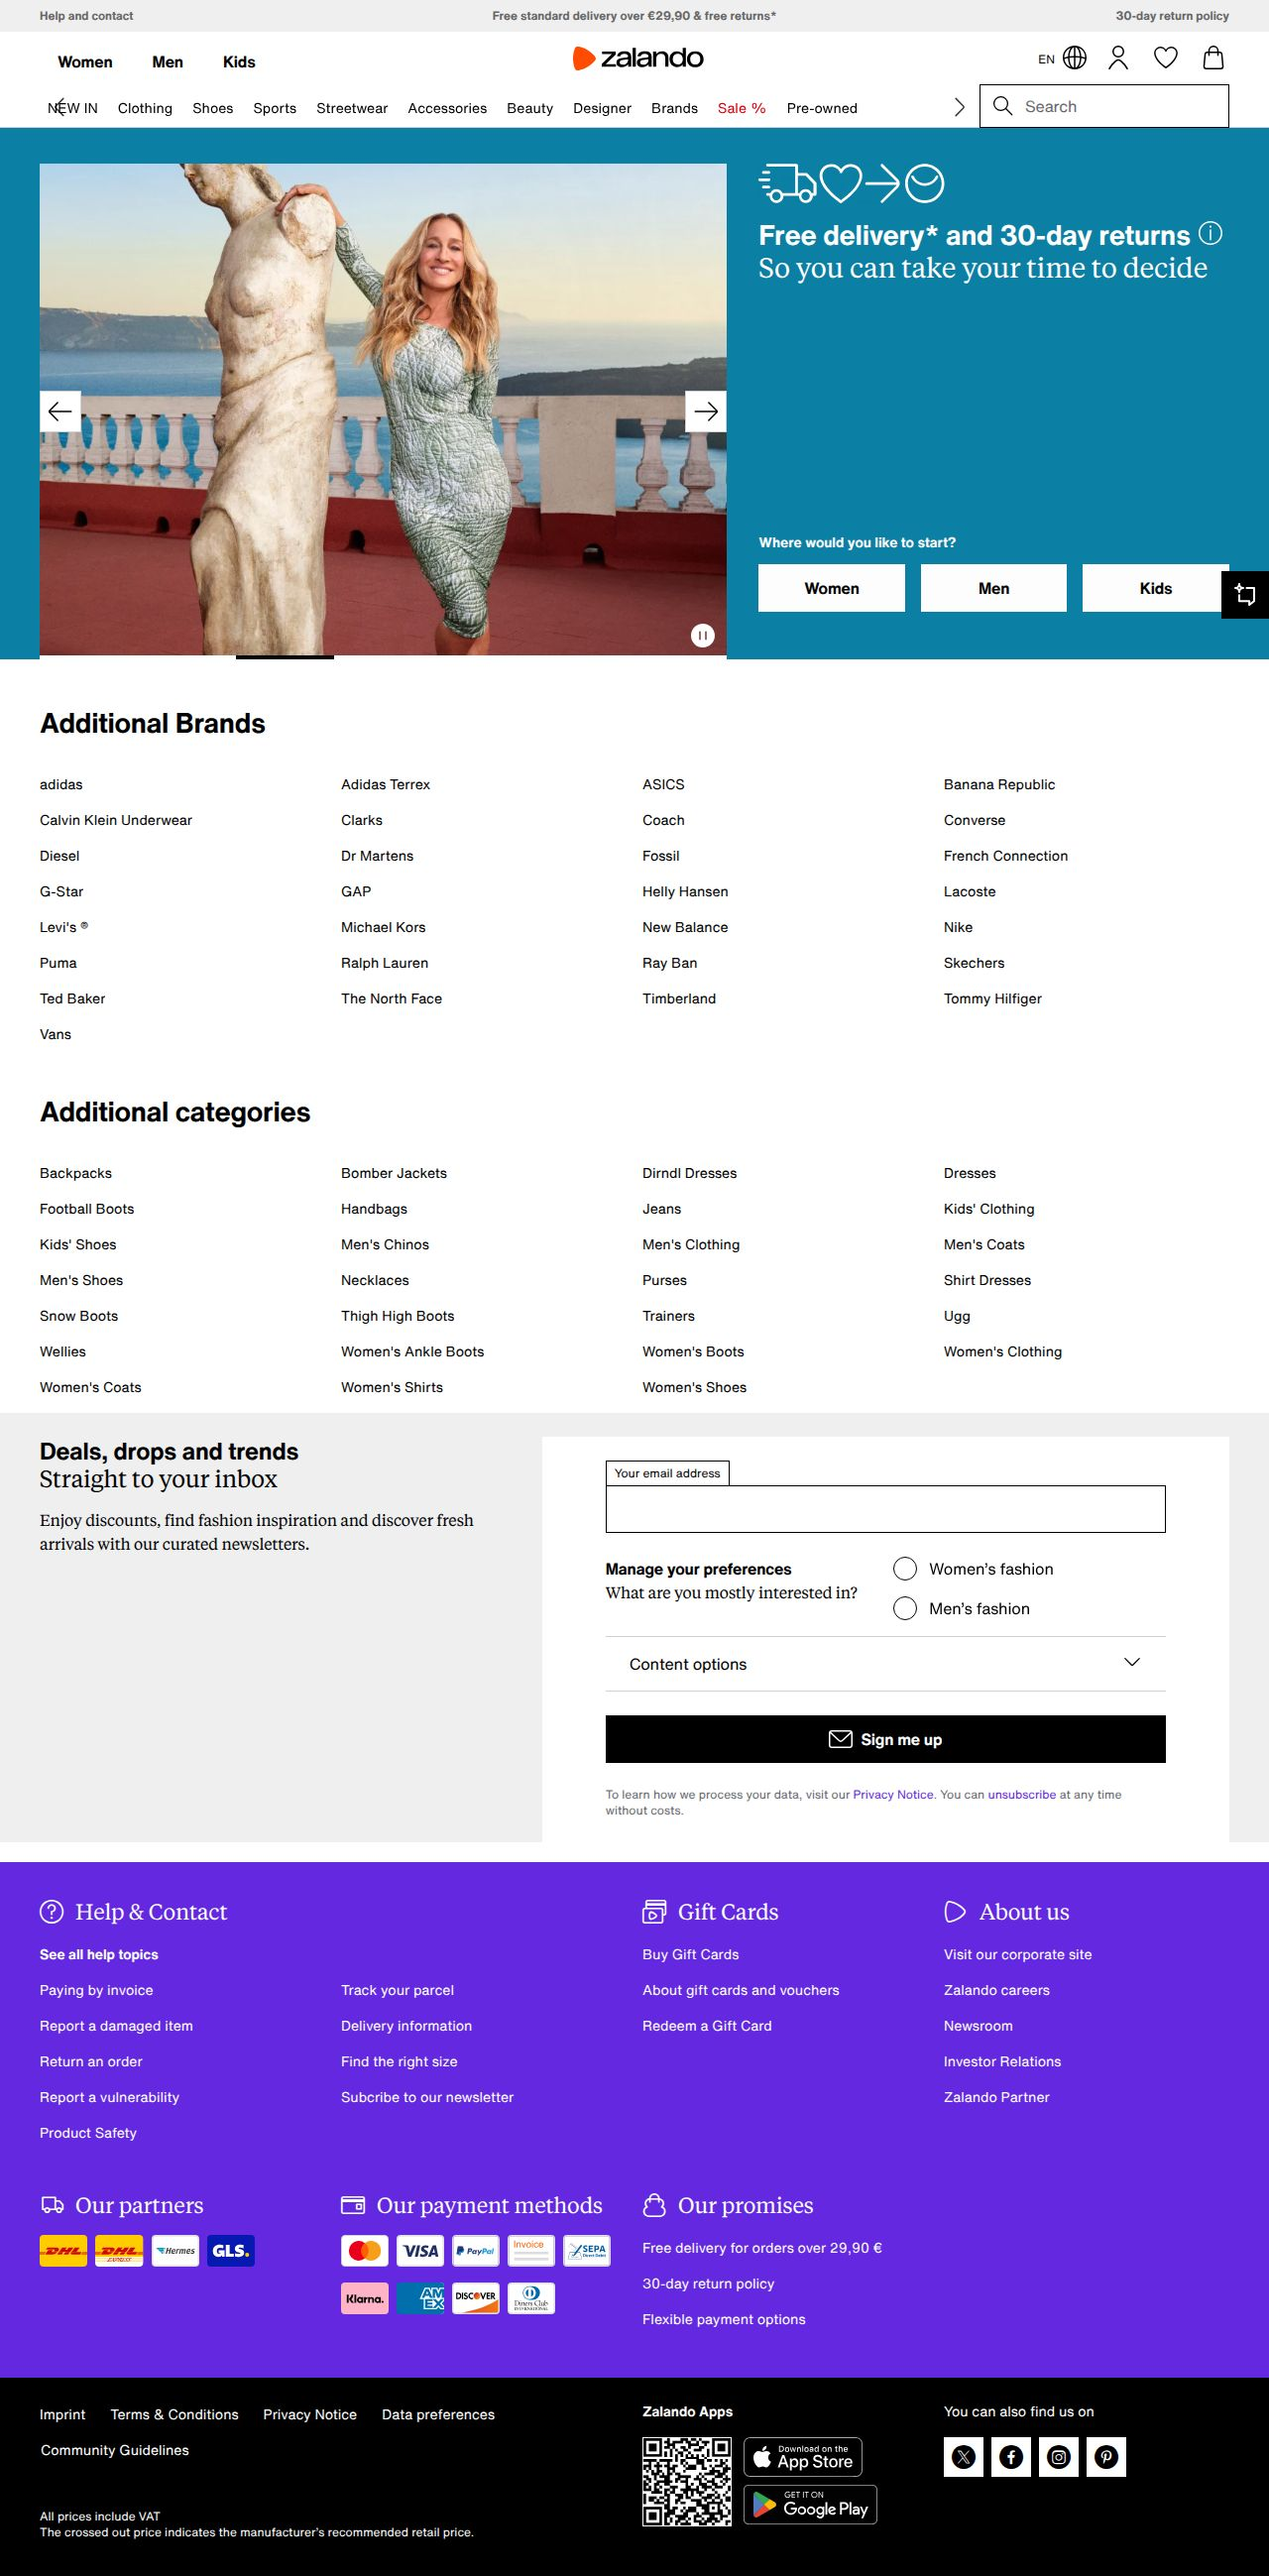 Help and contact
Free standard delivery over €29,90 & free returns*
30-day return policy
Women
Men
Kids
zalando
EN
NEW IN
Clothing
Shoes
Sports
Streetwear
Accessories
Beauty
Designer
Brands
Sale %
Pre-owned
Search
Free delivery* and 30-day returns
So you can take your time to decide
Where would you like to start?
Women
Men
Kids
Additional Brands
adidas
Adidas Terrex
ASICS
Banana Republic
Calvin Klein Underwear
Clarks
Coach
Converse
Diesel
Dr Martens
Fossil
French Connection
G-Star
GAP
Helly Hansen
Lacoste
Levi's ®
Michael Kors
New Balance
Nike
Puma
Ralph Lauren
Ray Ban
Skechers
Ted Baker
The North Face
Timberland
Tommy Hilfiger
Vans
Additional categories
Backpacks
Bomber Jackets
Dirndl Dresses
Dresses
Football Boots
Handbags
Jeans
Kids' Clothing
Kids' Shoes
Men's Chinos
Men's Clothing
Men's Coats
Men's Shoes
Necklaces
Purses
Shirt Dresses
Snow Boots
Thigh High Boots
Trainers
Ugg
Wellies
Women's Ankle Boots
Women's Boots
Women's Clothing
Women's Coats
Women's Shirts
Women's Shoes
Deals, drops and trends
Straight to your inbox
Enjoy discounts, find fashion inspiration and discover fresh
arrivals with our curated newsletters.
Your email address
Manage your preferences
What are you mostly interested in?
Women’s fashion
Men’s fashion
Content options
Sign me up
To learn how we process your data, visit our Privacy Notice. You can unsubscribe at any time
without costs.
Help & Contact
See all help topics
Paying by invoice
Track your parcel
Report a damaged item
Delivery information
Return an order
Find the right size
Report a vulnerability
Subcribe to our newsletter
Product Safety
Gift Cards
Buy Gift Cards
About gift cards and vouchers
Redeem a Gift Card
About us
Visit our corporate site
Zalando careers
Newsroom
Investor Relations
Zalando Partner
Our partners
DHL
DHL
EXPRESS
Hermes
GLS.
Our payment methods
VISA
PayPal
Invoice
SEPA
Direct Debit
Klarna.
AMEX
DISCOVER
Diners Club
INTERNATIONAL
Our promises
Free delivery for orders over 29,90 €
30-day return policy
Flexible payment options
Imprint
Terms & Conditions
Privacy Notice
Data preferences
Community Guidelines
All prices include VAT
The crossed out price indicates the manufacturer’s recommended retail price.
Zalando Apps
Download on the
App Store
GET IT ON
Google Play
You can also find us on